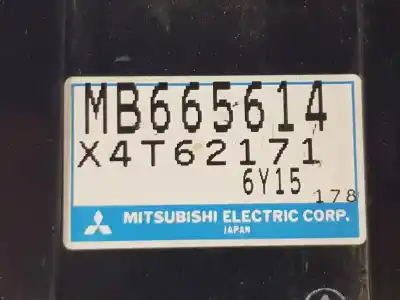 MB665614
X4T62171
6Y15
178
MITSUBISHI ELECTRIC CORP.
JAPAN